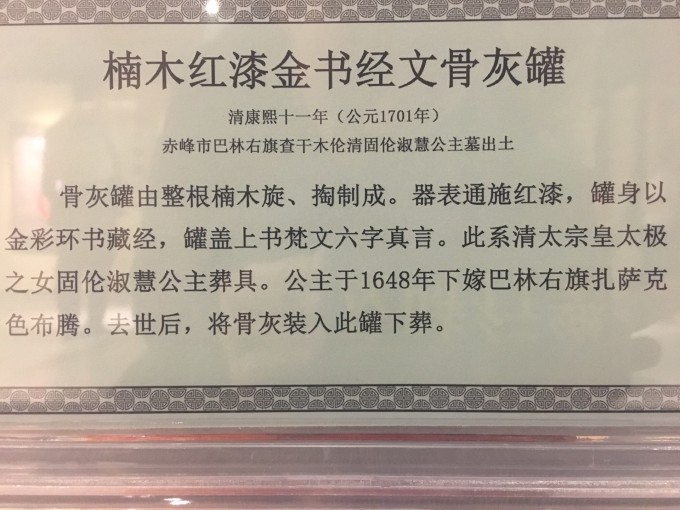 楠木红漆金书经文骨灰罐
清康熙十一年（公元1701年）
赤峰市巴林右旗查干木伦清固伦淑慧公主墓出土
骨灰罐由整根楠木旋、掏制成。器表通施红漆，罐身以
金彩环书藏经，罐盖上书梵文六字真言。此系清太宗皇太极
之女固伦淑慧公主葬具。公主于1648年下嫁巴林右旗扎萨克
色布腾。去世后，将骨灰装入此罐下葬。